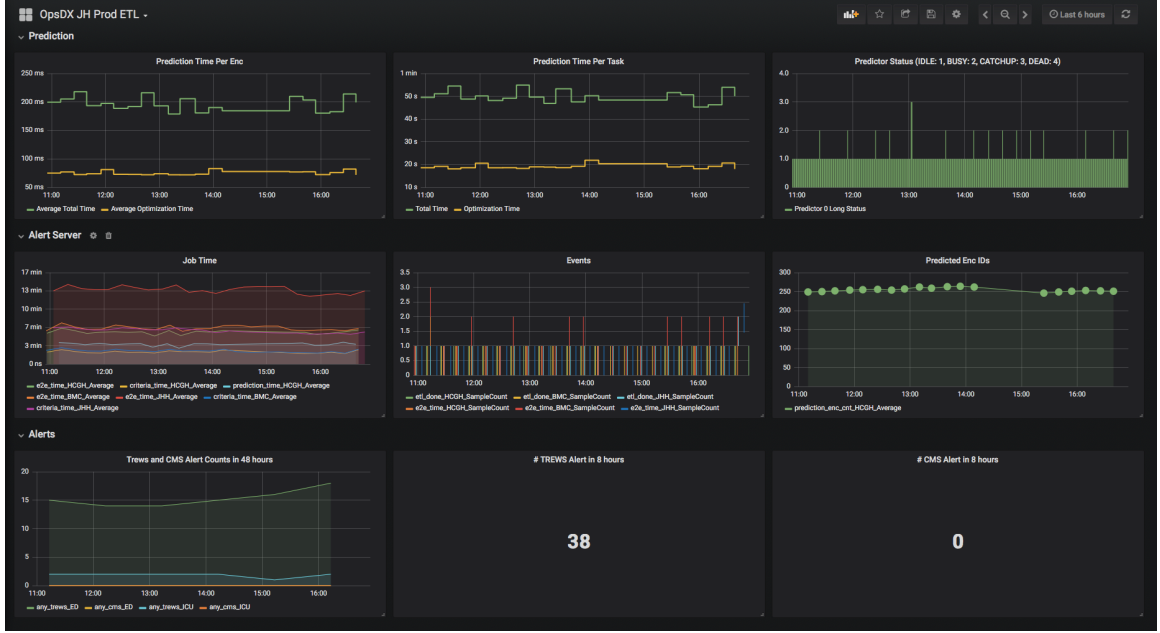 OpsDX JH Prod ETL
Last 6 hours
Prediction
Prediction Time Per Enc
250 ms
200 ms
150 ms
100 ms
50 ms
11:00 12:00 13:00 14:00 15:00 16:00
Average Total Time Average Optimization Time
Prediction Time Per Task
1 min
50 s
40 s
30 s
20 s
10 s
11:00 12:00 13:00 14:00 15:00 16:00
Total Time Optimization Time
Predictor Status (IDLE: 1, BUSY: 2, CATCHUP: 3, DEAD: 4)
4.0
3.0
2.0
1.0
0
11:00 12:00 13:00 14:00 15:00 16:00
Predictor 0 Long Status
Alert Server
Job Time
17 min
13 min
10 min
7 min
3 min
0 ns
11:00 12:00 13:00 14:00 15:00 16:00
e2e_time_HCGH_Average criteria_time_HCGH_Average prediction_time_HCGH_Average
e2e_time_BMC_Average e2e_time_JHH_Average criteria_time_BMC_Average
criteria_time_JHH_Average
Events
3.5
3.0
2.5
2.0
1.5
1.0
0.5
0
11:00 12:00 13:00 14:00 15:00 16:00
etl_done_HCGH_SampleCount etl_done_BMC_SampleCount etl_done_JHH_SampleCount
e2e_time_HCGH_SampleCount e2e_time_BMC_SampleCount e2e_time_JHH_SampleCount
Predicted Enc IDs
300
250
200
150
100
50
0
11:00 12:00 13:00 14:00 15:00 16:00
prediction_enc_cnt_HCGH_Average
Alerts
Trews and CMS Alert Counts in 48 hours
20
15
10
5
0
11:00 12:00 13:00 14:00 15:00 16:00
any_trews_ED any_cms_ED any_trews_ICU any_cms_ICU
# TREWS Alert in 8 hours
38
# CMS Alert in 8 hours
0